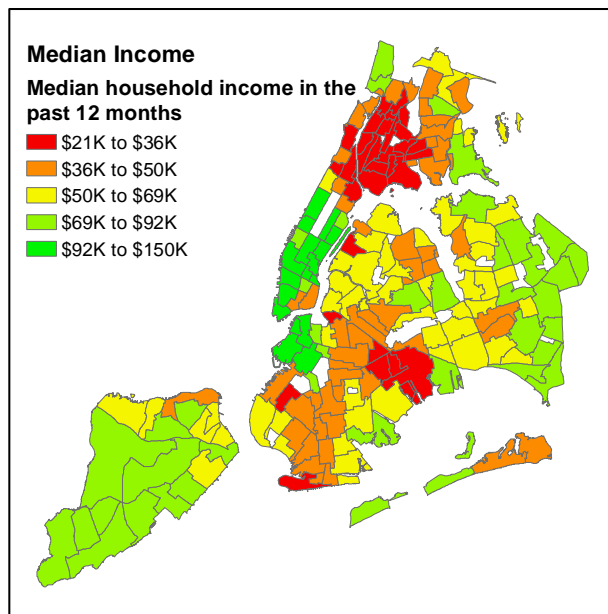 Median Income
Median household income in the
past 12 months
$21K to $36K
$36K to $50K
$50K to $69K
$69K to $92K
$92K to $150K